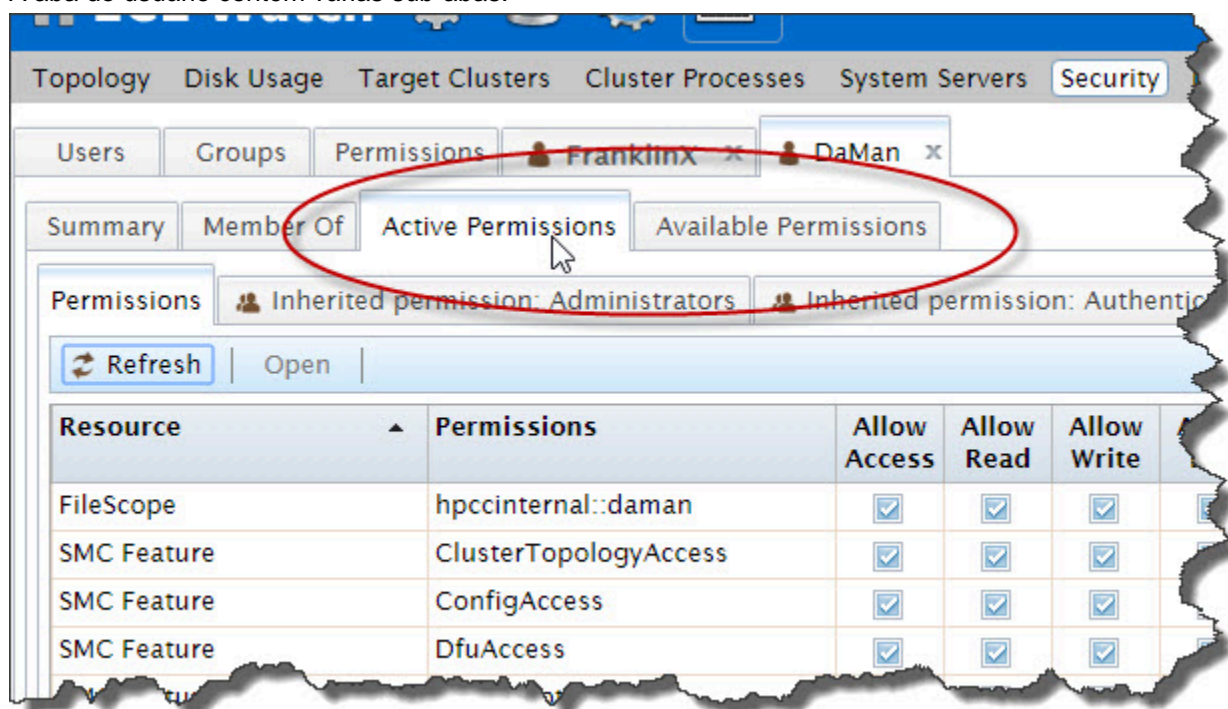 Topology Disk Usage Target Clusters Cluster Processes System Servers Security
Users Groups Permissions FranklinX x DaMan x
Summary Member Of Active Permissions Available Permissions
Permissions Inherited permission: Administrators Inherited permission: Authentic
Refresh Open
Resource Permissions Allow Access Allow Read Allow Write
FileScope hpccinternal::daman
SMC Feature ClusterTopologyAccess
SMC Feature ConfigAccess
SMC Feature DfuAccess